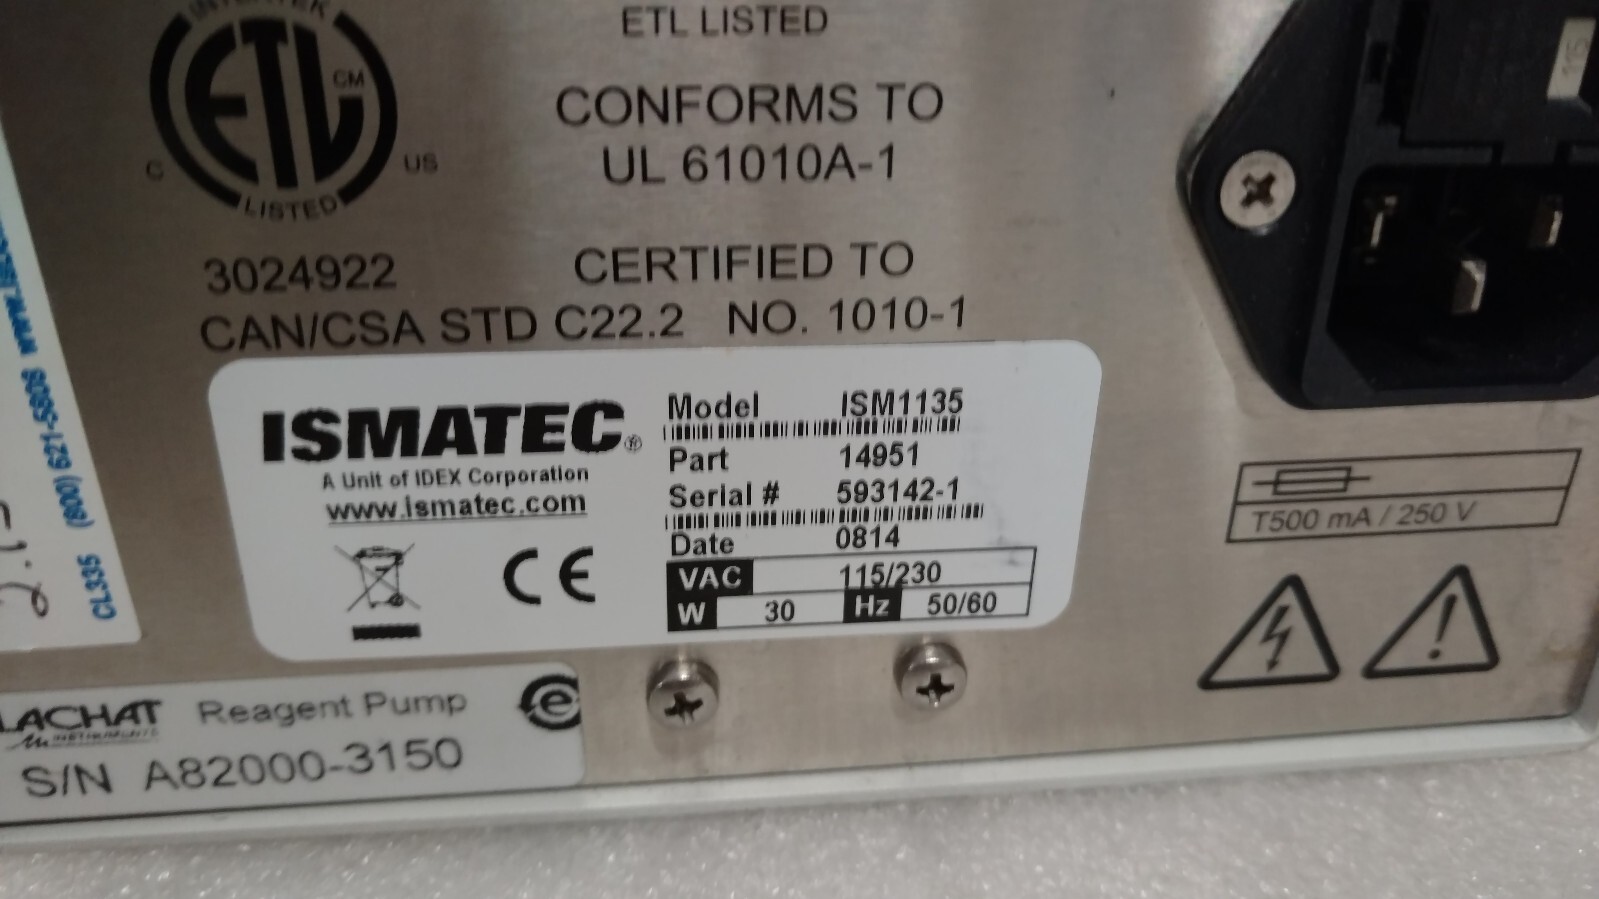 INTERTEK
ETL CM
C US
LISTED
3024922
ETL LISTED
CONFORMS TO
UL 61010A-1
CERTIFIED TO
CAN/CSA STD C22.2 NO. 1010-1
115
CL335 (800) 621-5808
ISMATEC®
A Unit of IDEX Corporation
www.ismatec.com
CE
Model ISM1135
Part 14951
Serial # 593142-1
Date 0814
VAC 115/230
W 30 Hz 50/60
T500 mA / 250 V
LACHAT Reagent Pump e
INSTRUMENTS
S/N A82000-3150